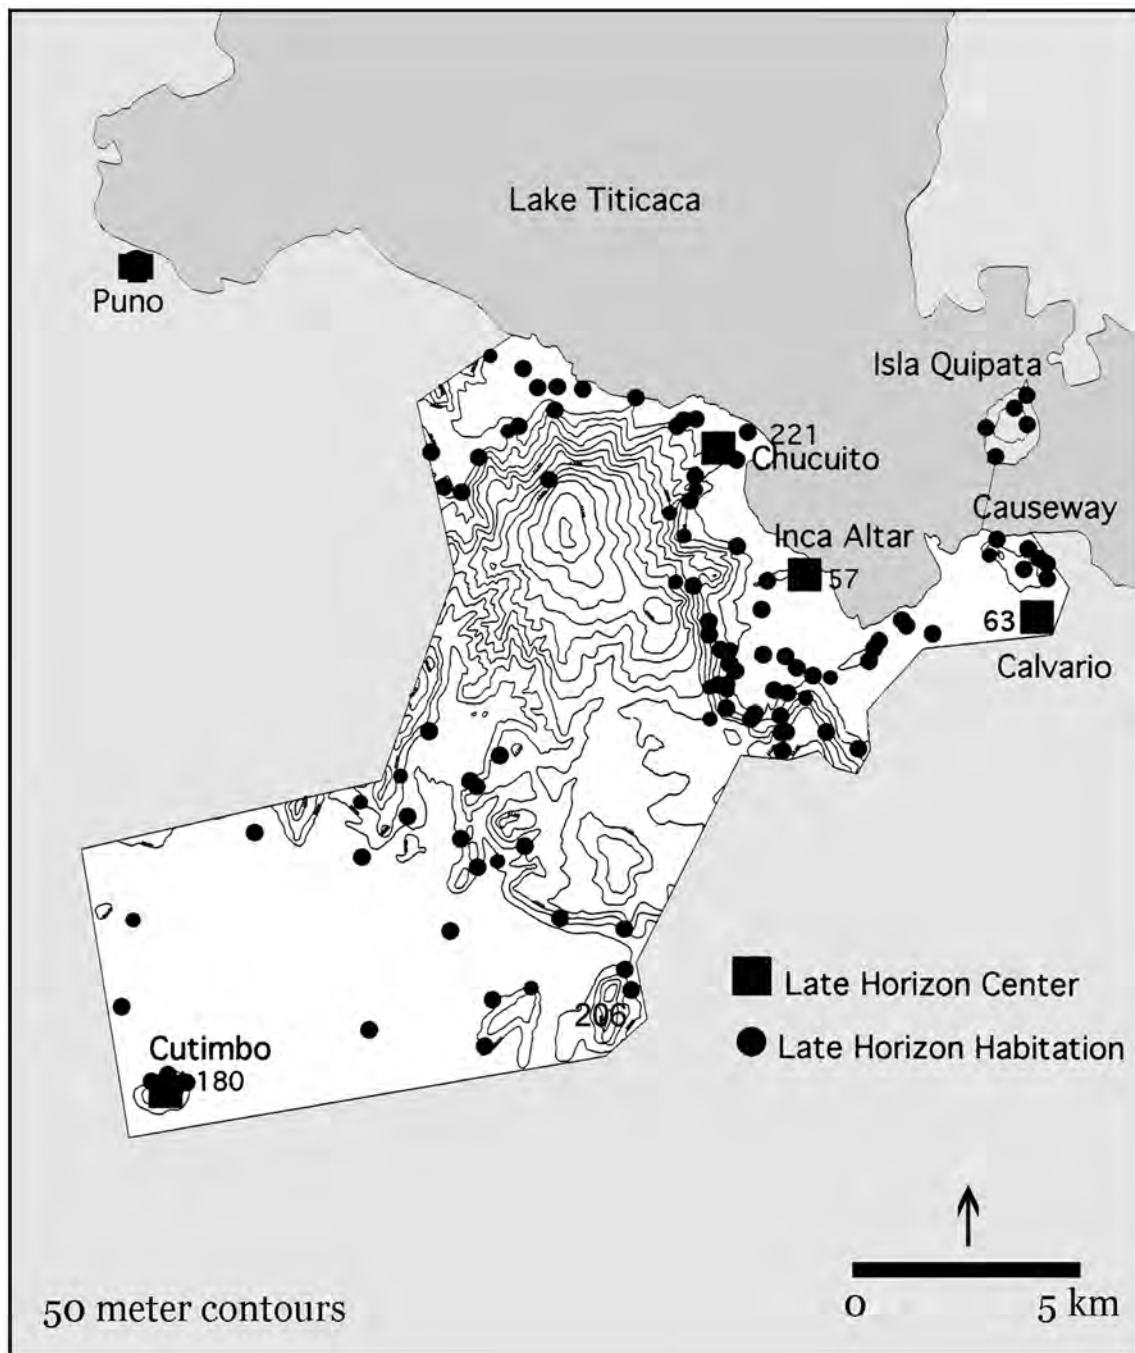 Lake Titicaca
Puno
Isla Quipata
221
Chucuito
Causeway
Inca Altar
57
63
Calvario
Late Horizon Center
206
Late Horizon Habitation
Cutimbo
180
50 meter contours
0 5 km